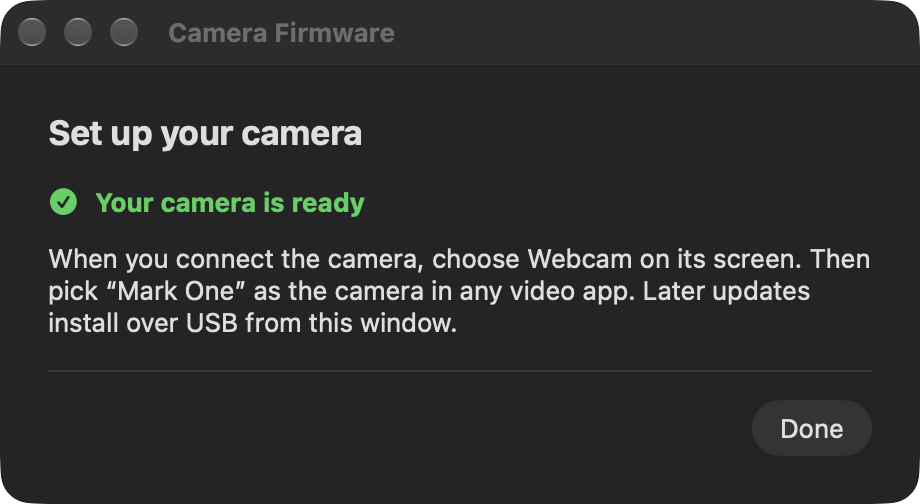 Camera Firmware
Set up your camera
Your camera is ready
When you connect the camera, choose Webcam on its screen. Then
pick “Mark One” as the camera in any video app. Later updates
install over USB from this window.
Done